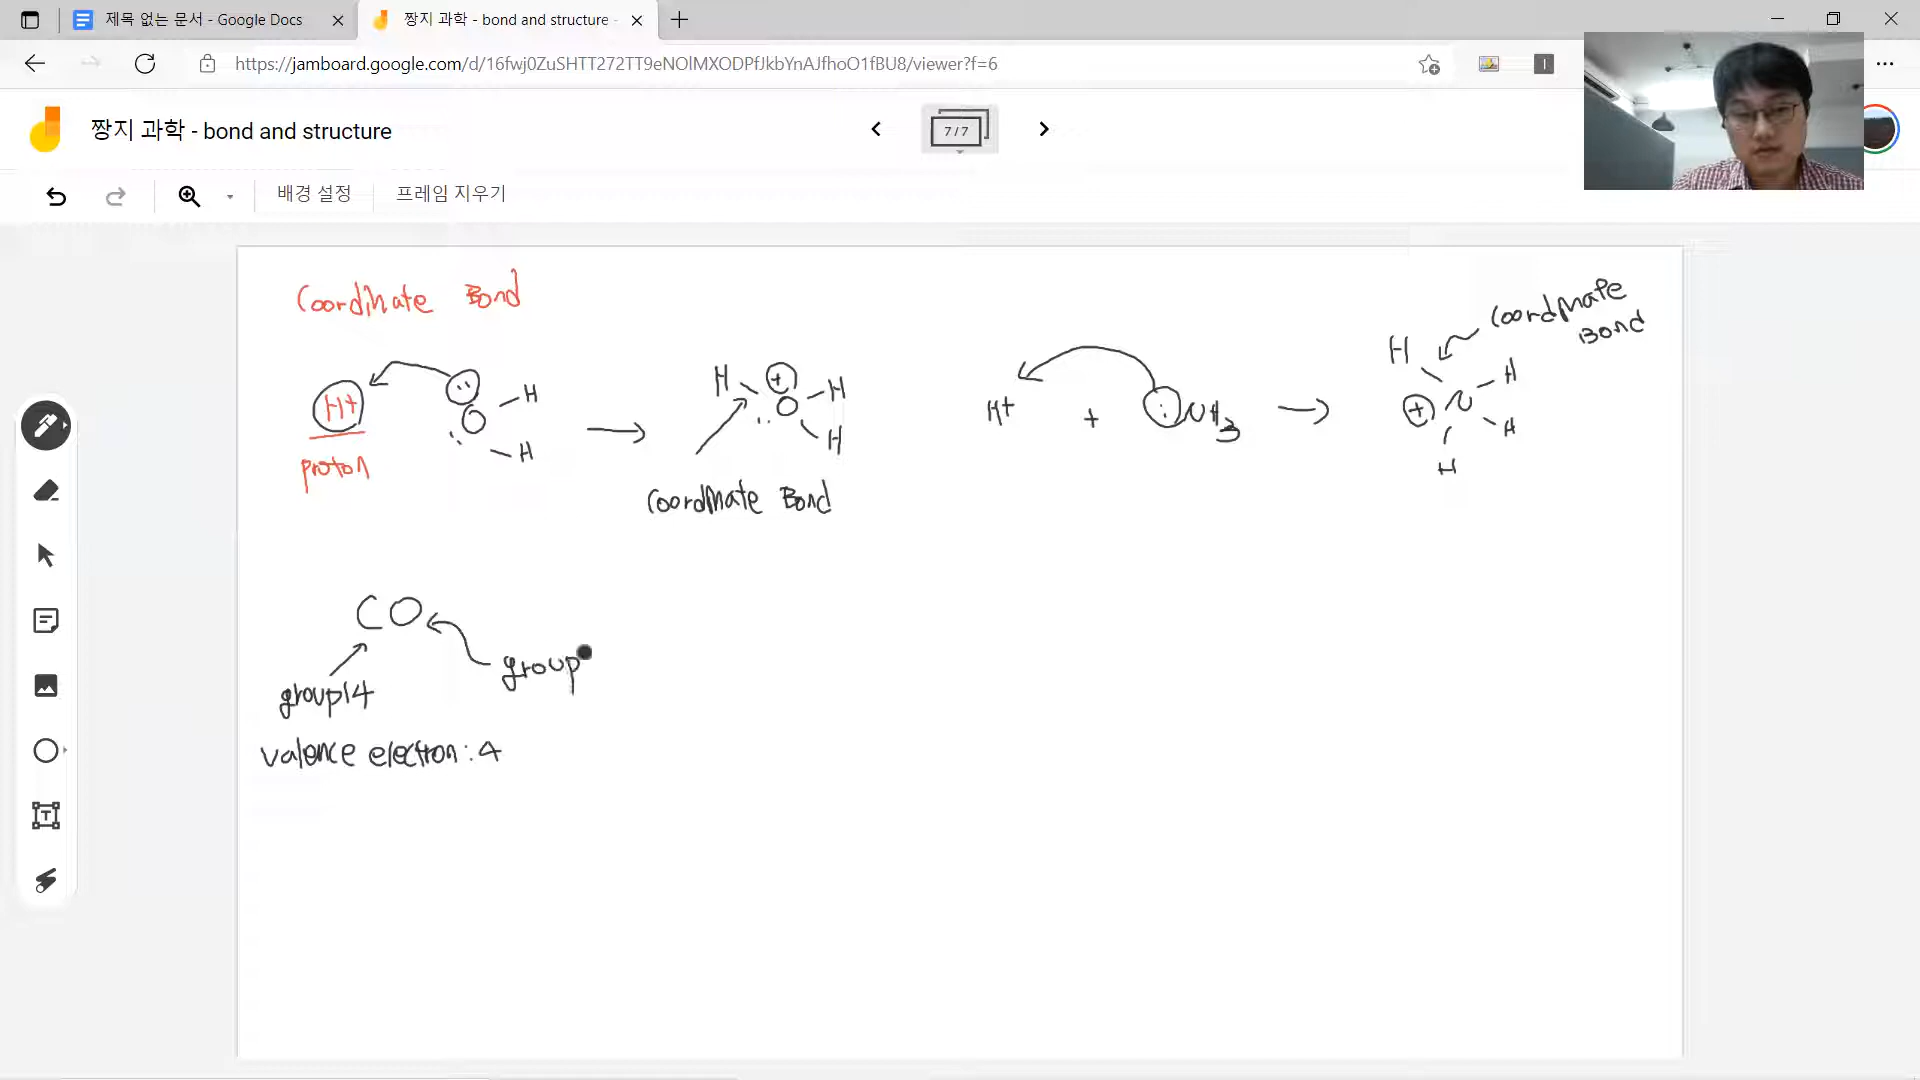 제목 없는 문서 - Google Docs
짱지 과학 - bond and structure -
https://jamboard.google.com/d/16fwj0ZuSHTT272TT9eNOlMXODPfJkbYnAJfhoO1fBU8/viewer?f=6
짱지 과학 - bond and structure
7 / 7
배경 설정
프레임 지우기
Coordinate Bond
H+
proton
O
H
H
H
+
O
H
H
Coordinate Bond
H+ + :NH3
Coordinate
Bond
H
H
+ N
H
H
CO
group14
group
valence electron : 4